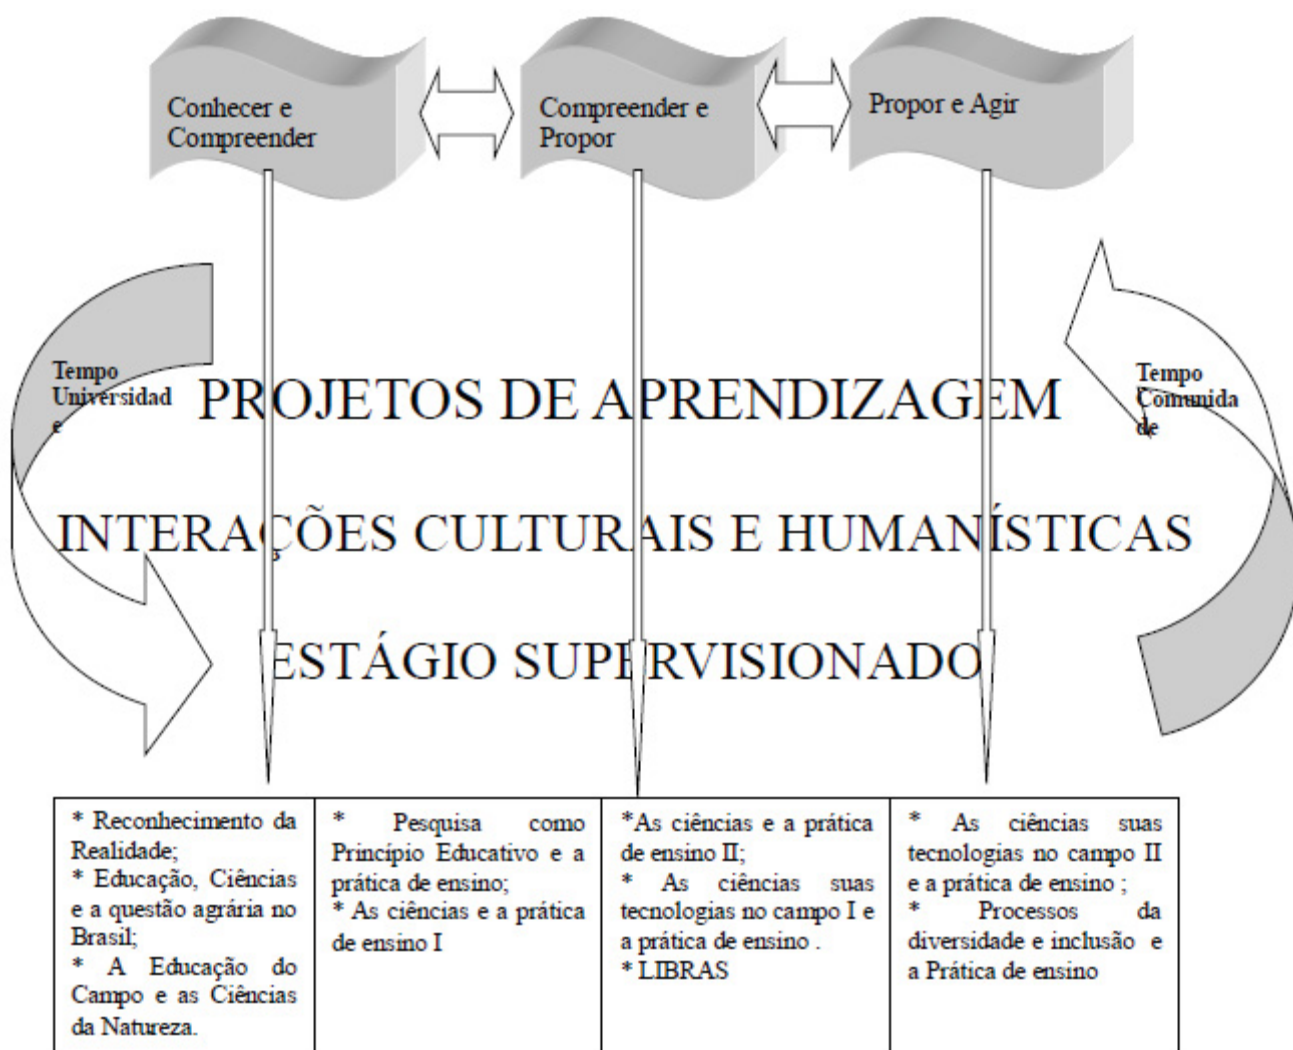 Conhecer e
Compreender
Compreender e
Propor
Propor e Agir
Tempo
Universidad
e
Tempo
Comunida
de
PROJETOS DE APRENDIZAGEM
INTERAÇÕES CULTURAIS E HUMANÍSTICAS
ESTÁGIO SUPERVISIONADO
* Reconhecimento da
Realidade;
* Educação, Ciências
e a questão agrária no
Brasil;
* A Educação do
Campo e as Ciências
da Natureza.
* Pesquisa como
Princípio Educativo e a
prática de ensino;
* As ciências e a prática
de ensino I
*As ciências e a prática
de ensino II;
* As ciências suas
tecnologias no campo I e
a prática de ensino .
* LIBRAS
* As ciências suas
tecnologias no campo II
e a prática de ensino ;
* Processos da
diversidade e inclusão e
a Prática de ensino